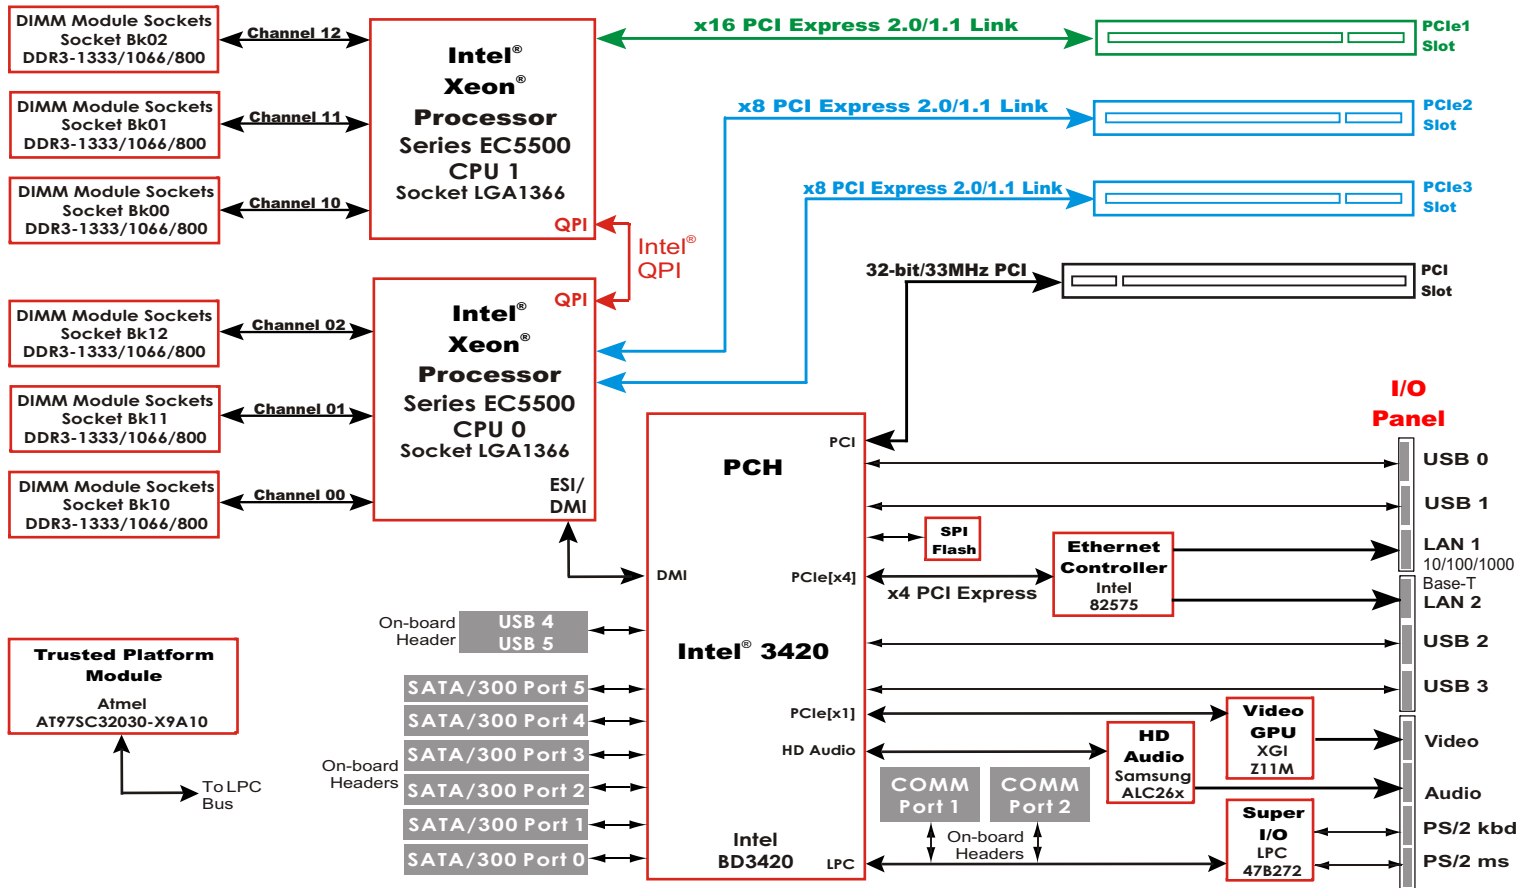 DIMM Module Sockets
Socket Bk02
DDR3-1333/1066/800
Channel 12
DIMM Module Sockets
Socket Bk01
DDR3-1333/1066/800
Channel 11
DIMM Module Sockets
Socket Bk00
DDR3-1333/1066/800
Channel 10
Intel®
Xeon®
Processor
Series EC5500
CPU 1
Socket LGA1366
QPI
Intel®
QPI
x16 PCI Express 2.0/1.1 Link
PCIe1
Slot
x8 PCI Express 2.0/1.1 Link
PCIe2
Slot
x8 PCI Express 2.0/1.1 Link
PCIe3
Slot
32-bit/33MHz PCI
PCI
Slot
DIMM Module Sockets
Socket Bk12
DDR3-1333/1066/800
Channel 02
DIMM Module Sockets
Socket Bk11
DDR3-1333/1066/800
Channel 01
DIMM Module Sockets
Socket Bk10
DDR3-1333/1066/800
Channel 00
QPI
Intel®
Xeon®
Processor
Series EC5500
CPU 0
Socket LGA1366
ESI/
DMI
PCI
PCH
DMI
PCIe[x4]
Intel® 3420
PCIe[x1]
HD Audio
Intel
BD3420
LPC
SPI
Flash
x4 PCI Express
Ethernet
Controller
Intel
82575
I/O
Panel
USB 0
USB 1
LAN 1
10/100/1000
Base-T
LAN 2
USB 2
USB 3
Video
Audio
PS/2 kbd
PS/2 ms
Video
GPU
XGI
Z11M
HD
Audio
Samsung
ALC26x
COMM
Port 1
COMM
Port 2
On-board
Headers
Super
I/O
LPC
47B272
On-board
Header
USB 4
USB 5
On-board
Headers
SATA/300 Port 5
SATA/300 Port 4
SATA/300 Port 3
SATA/300 Port 2
SATA/300 Port 1
SATA/300 Port 0
Trusted Platform
Module
Atmel
AT97SC32030-X9A10
To LPC
Bus